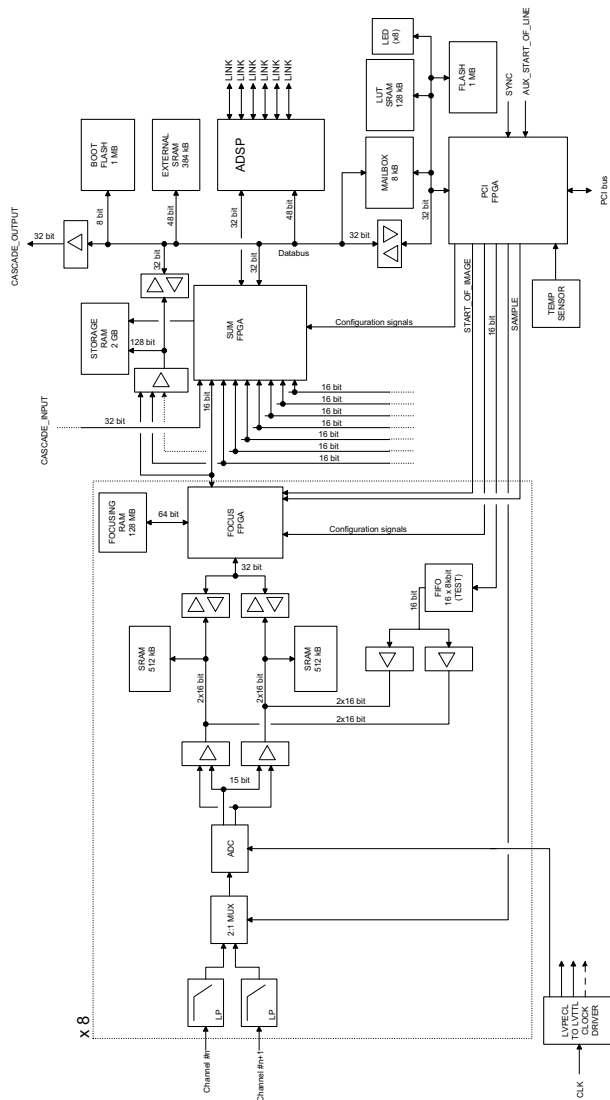 CASCADE_OUTPUT
32 bit
BOOT
FLASH
1 MB
8 bit
EXTERNAL
SRAM
384 kB
48 bit
ADSP
LINK
LINK
LINK
LINK
LINK
LINK
32 bit
48 bit
LED
(x8)
LUT
SRAM
128 kB
FLASH
1 MB
MAILBOX
8 kB
SYNC
AUX_START_OF_LINE
32 bit
32 bit
Databus
32 bit
32 bit
PCI
FPGA
PCI bus
STORAGE
RAM
2 GB
128 bit
SUM
FPGA
Configuration signals
START_OF_IMAGE
16 bit
SAMPLE
TEMP
SENSOR
CASCADE_INPUT
32 bit
16 bit
16 bit
16 bit
16 bit
16 bit
16 bit
16 bit
16 bit
FOCUSING
RAM
128 MB
64 bit
FOCUS
FPGA
Configuration signals
32 bit
SRAM
512 kB
SRAM
512 kB
16 bit
FIFO
16 x 8kbit
(TEST)
2x16 bit
2x16 bit
2x16 bit
2x16 bit
15 bit
ADC
2:1 MUX
LP
LP
x 8
Channel #n
Channel #n+1
LVPECL
TO LVTTL
CLOCK
DRIVER
CLK